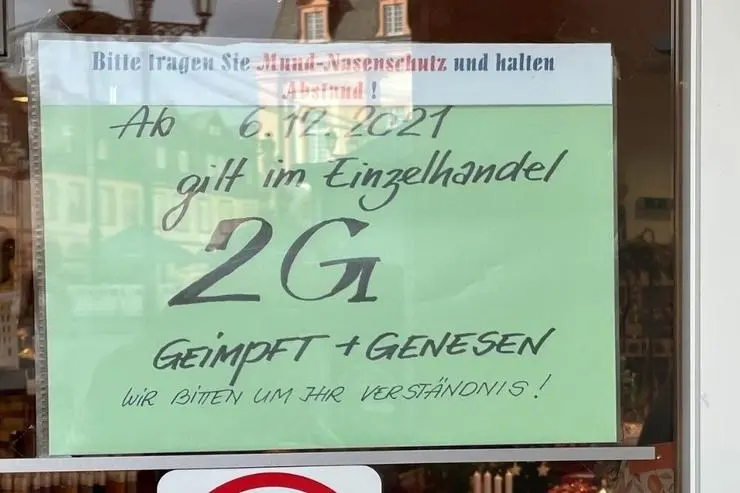 Bitte tragen Sie Mund-Nasenschutz und halten
Abstand !
Ab 6.12.2021
gilt im Einzelhandel
2G
GEIMPFT + GENESEN
WIR BITTEN UM IHR VERSTÄNDNIS!